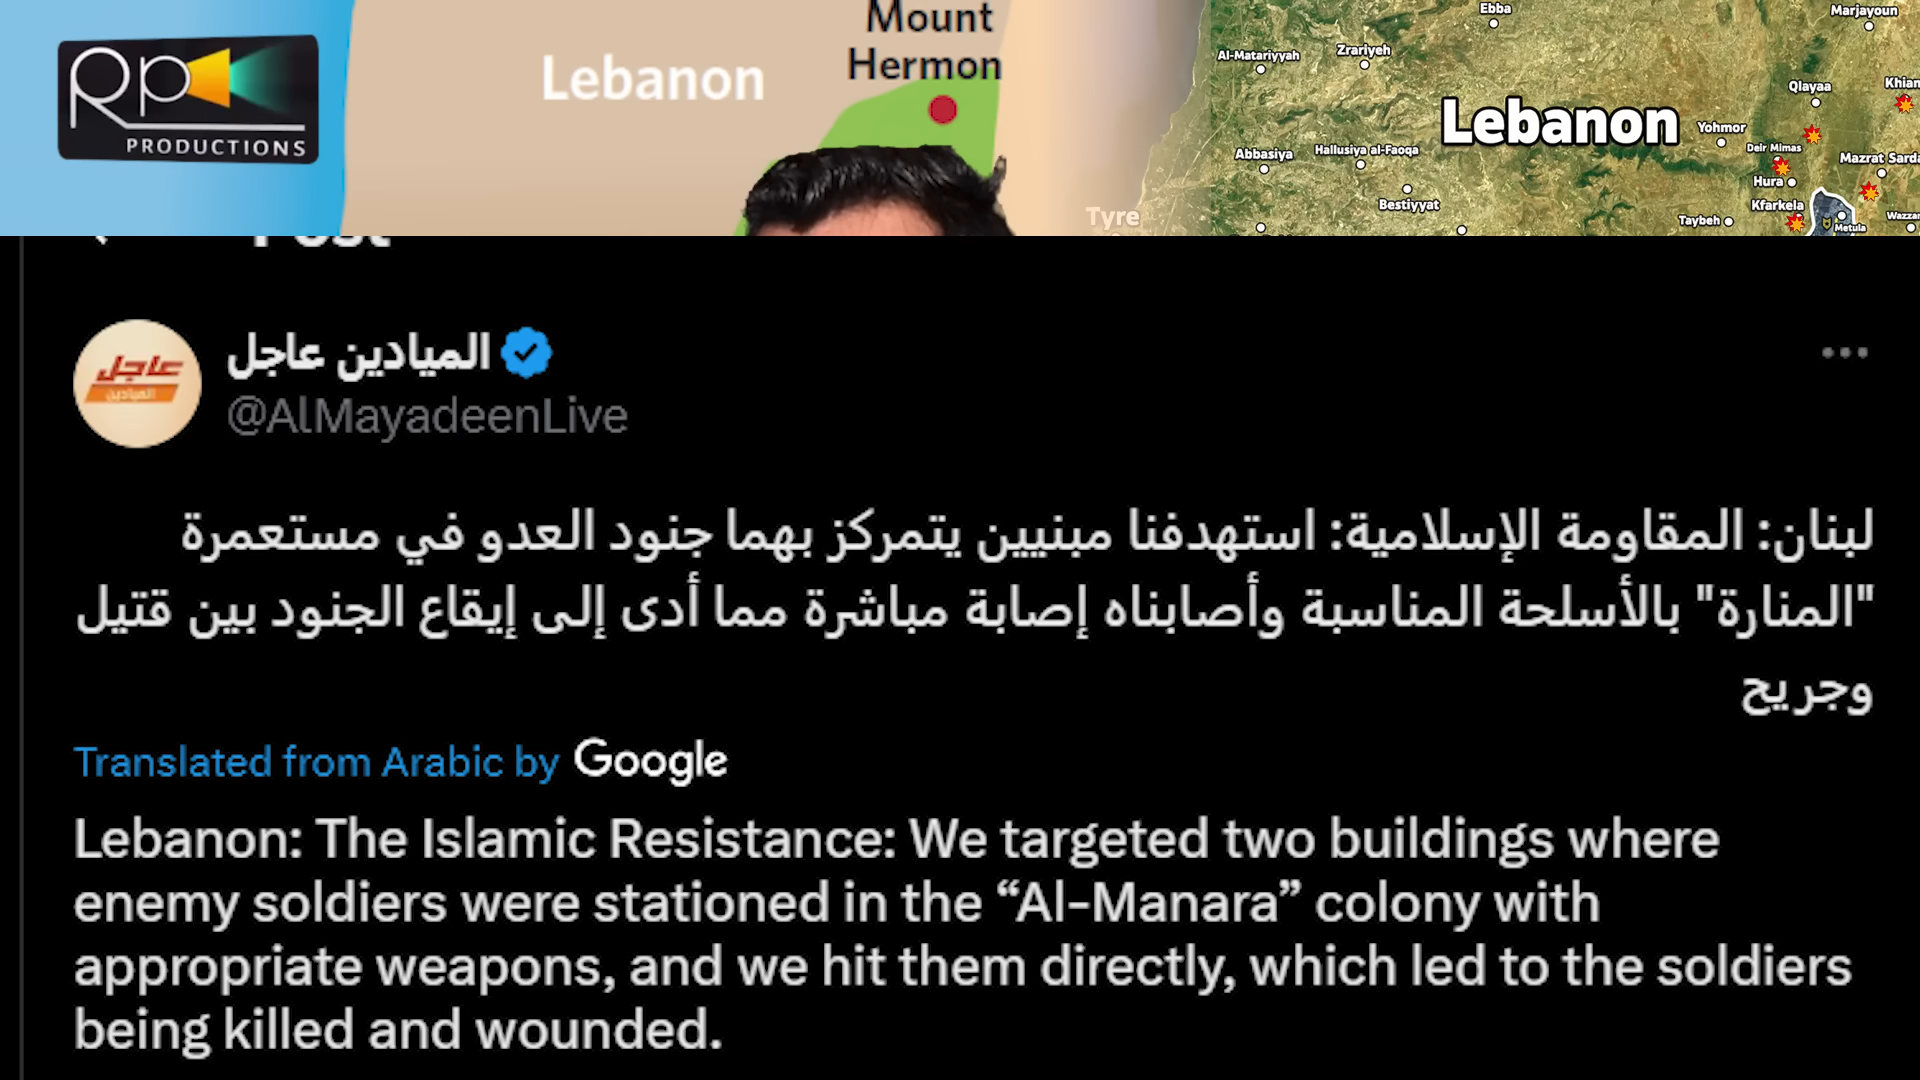 Rp
PRODUCTIONS
Lebanon
Mount
Hermon
Tyre
Ebba
Marjayoun
Al-Matariyyah
Zrariyeh
Qlayaa
Lebanon
Yohmor
Abbasiya
Hallusiya al-Faoqa
Deir Mimas
Hura
Bestiyyat
Kfarkela
Taybeh
Metula
Post
عاجل
الميادين
الميادين عاجل
@AlMayadeenLive
لبنان: المقاومة الإسلامية: استهدفنا مبنيين يتمركز بهما جنود العدو في مستعمرة
"المنارة" بالأسلحة المناسبة وأصابناه إصابة مباشرة مما أدى إلى إيقاع الجنود بين قتيل
وجريح
Translated from Arabic by Google
Lebanon: The Islamic Resistance: We targeted two buildings where
enemy soldiers were stationed in the “Al-Manara” colony with
appropriate weapons, and we hit them directly, which led to the soldiers
being killed and wounded.